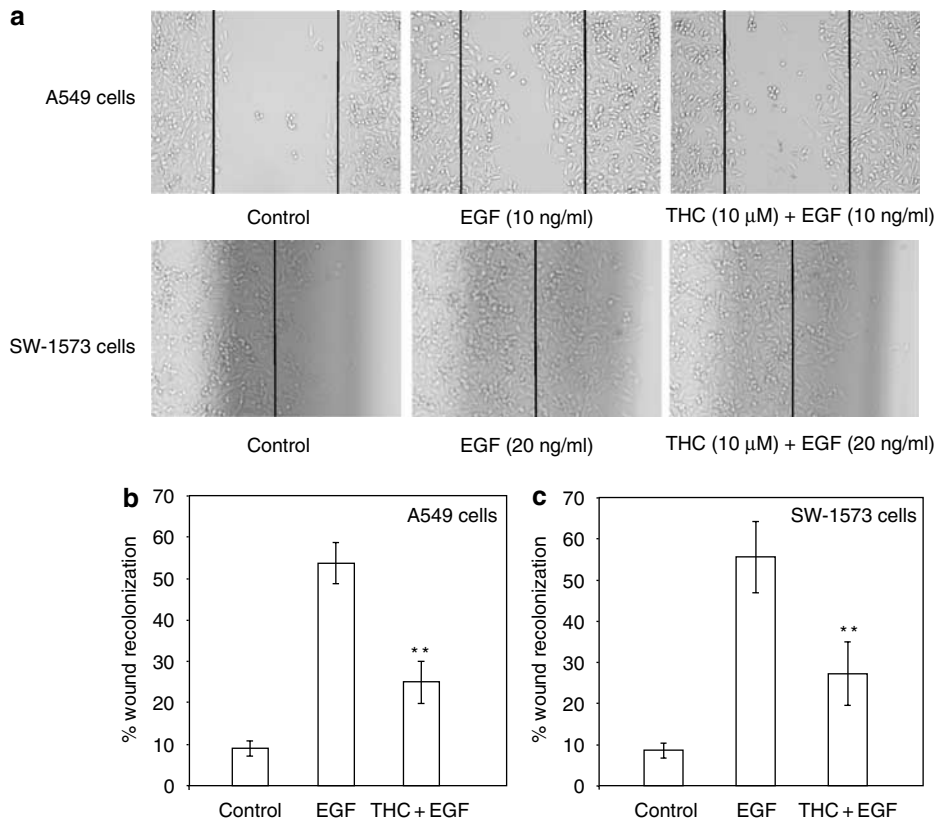 a
A549 cells
Control
EGF (10 ng/ml)
THC (10 μM) + EGF (10 ng/ml)
SW-1573 cells
Control
EGF (20 ng/ml)
THC (10 μM) + EGF (20 ng/ml)
b
A549 cells
% wound recolonization
70
60
50
40
30
20
10
0
**
Control
EGF
THC + EGF
c
SW-1573 cells
% wound recolonization
70
60
50
40
30
20
10
0
**
Control
EGF
THC + EGF